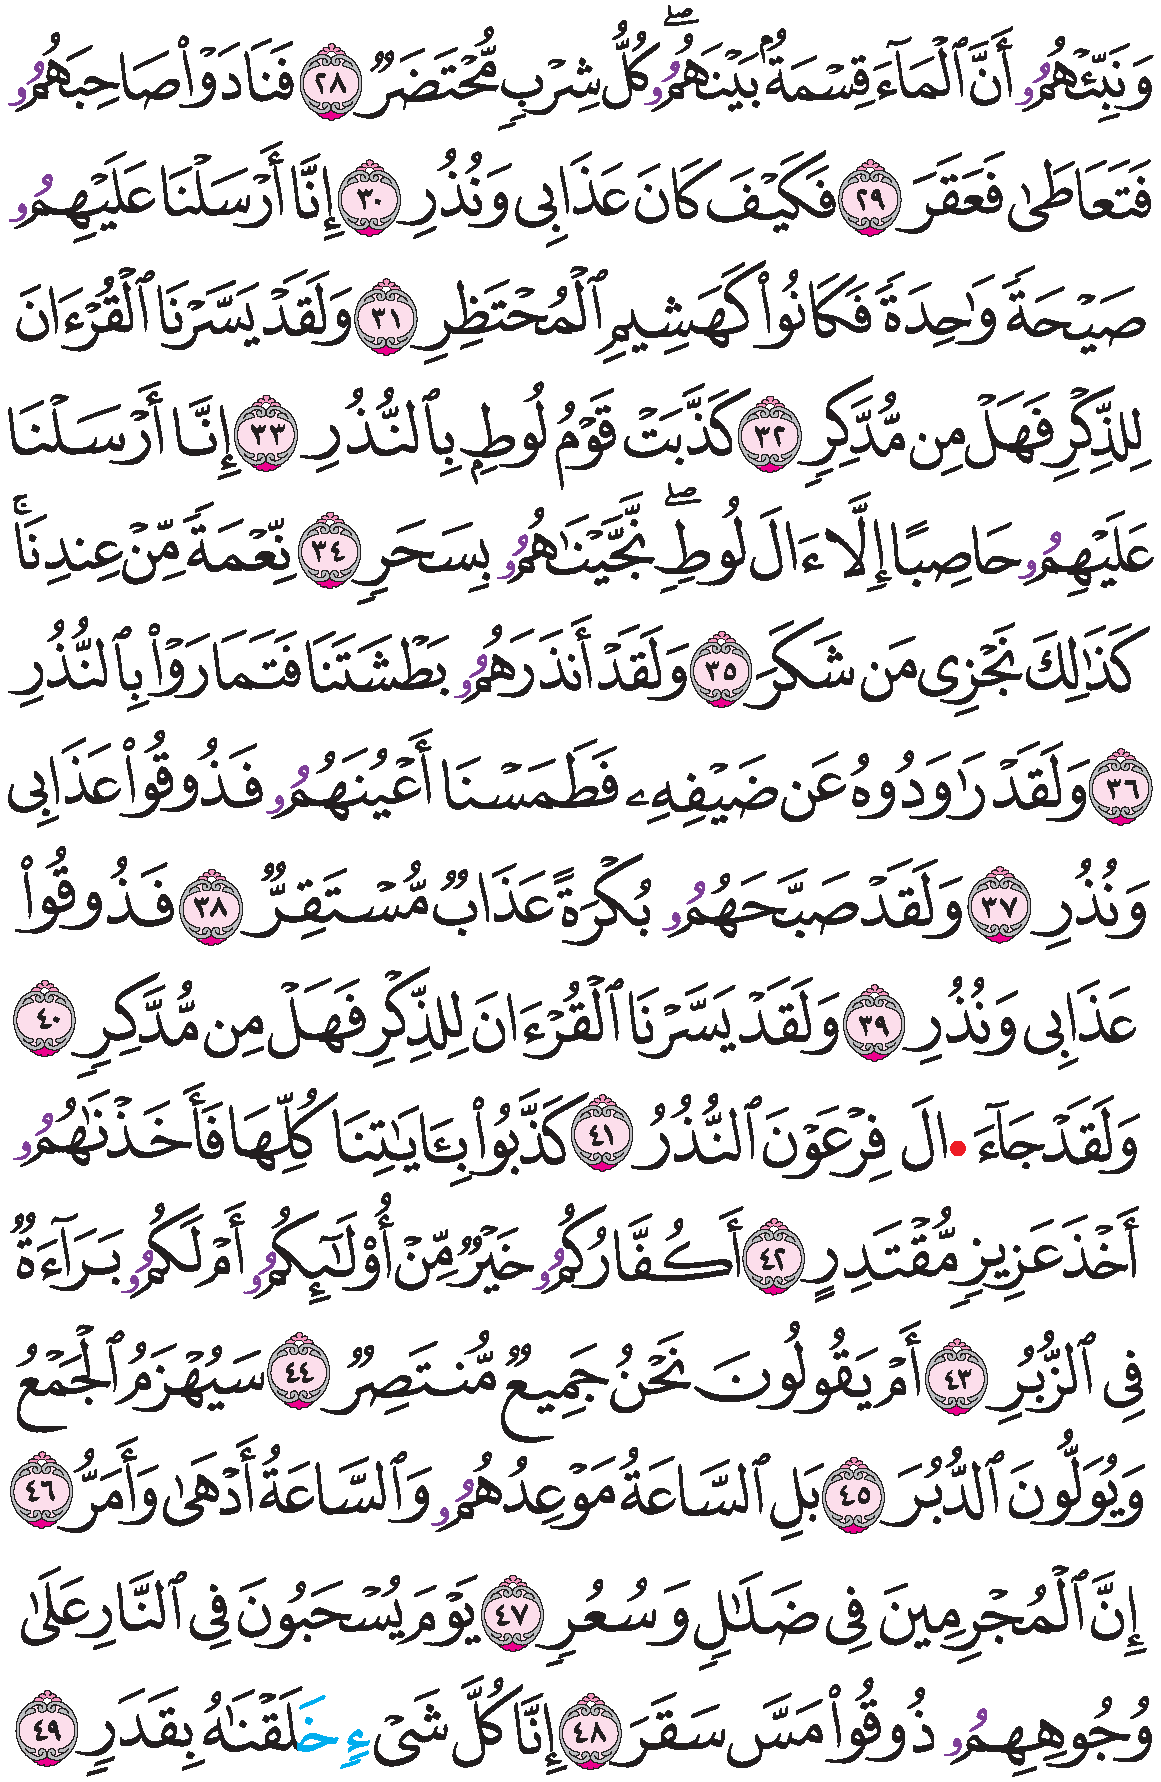 وَنَبِّئْهُمُۥٓ أَنَّ ٱلْمَآءَ قِسْمَةُۢ بَيْنَهُمُۥ ۖ كُلُّ شِرْبٍ مُّحْتَضَرٌ ٢٨ فَنَادَوْا۟ صَاحِبَهُمُۥ
فَتَعَاطَىٰ فَعَقَرَ ٢٩ فَكَيْفَ كَانَ عَذَابِى وَنُذُرِ ٣٠ إِنَّا أَرْسَلْنَا عَلَيْهِمُۥ
صَيْحَةً وَٰحِدَةً فَكَانُوا۟ كَهَشِيمِ ٱلْمُحْتَظِرِ ٣١ وَلَقَدْ يَسَّرْنَا ٱلْقُرْءَانَ
لِلذِّكْرِ فَهَلْ مِن مُّدَّكِرٍ ٣٢ كَذَّبَتْ قَوْمُ لُوطٍۭ بِٱلنُّذُرِ ٣٣ إِنَّا أَرْسَلْنَا
عَلَيْهِمُۥ حَاصِبًا إِلَّا ءَالَ لُوطٍ ۖ نَّجَّيْنَٰهُمُۥ بِسَحَرٍ ٣٤ نِّعْمَةً مِّنْ عِندِنَا ۚ
كَذَٰلِكَ نَجْزِى مَن شَكَرَ ٣٥ وَلَقَدْ أَنذَرَهُمُۥ بَطْشَتَنَا فَتَمَارَوْا۟ بِٱلنُّذُرِ
٣٦ وَلَقَدْ رَٰوَدُوهُ عَن ضَيْفِهِۦ فَطَمَسْنَا أَعْيُنَهُمُۥ فَذُوقُوا۟ عَذَابِى
وَنُذُرِ ٣٧ وَلَقَدْ صَبَّحَهُمُۥ بُكْرَةً عَذَابٌ مُّسْتَقِرٌّ ٣٨ فَذُوقُوا۟
عَذَابِى وَنُذُرِ ٣٩ وَلَقَدْ يَسَّرْنَا ٱلْقُرْءَانَ لِلذِّكْرِ فَهَلْ مِن مُّدَّكِرٍ ٤٠
وَلَقَدْ جَآءَ •الَ فِرْعَوْنَ ٱلنُّذُرُ ٤١ كَذَّبُوا۟ بِـَٔايَٰتِنَا كُلِّهَا فَأَخَذْنَٰهُمُۥ
أَخْذَ عَزِيزٍ مُّقْتَدِرٍ ٤٢ أَكُفَّارُكُمُۥ خَيْرٌ مِّنْ أُو۟لَٰٓئِكُمُۥ أَمْ لَكُمُۥ بَرَآءَةٌ
فِى ٱلزُّبُرِ ٤٣ أَمْ يَقُولُونَ نَحْنُ جَمِيعٌ مُّنتَصِرٌ ٤٤ سَيُهْزَمُ ٱلْجَمْعُ
وَيُوَلُّونَ ٱلدُّبُرَ ٤٥ بَلِ ٱلسَّاعَةُ مَوْعِدُهُمُۥ وَٱلسَّاعَةُ أَدْهَىٰ وَأَمَرُّ ٤٦
إِنَّ ٱلْمُجْرِمِينَ فِى ضَلَٰلٍ وَسُعُرٍ ٤٧ يَوْمَ يُسْحَبُونَ فِى ٱلنَّارِ عَلَىٰ
وُجُوهِهِمُۥ ذُوقُوا۟ مَسَّ سَقَرَ ٤٨ إِنَّا كُلَّ شَىْءٍ خَلَقْنَٰهُ بِقَدَرٍ ٤٩